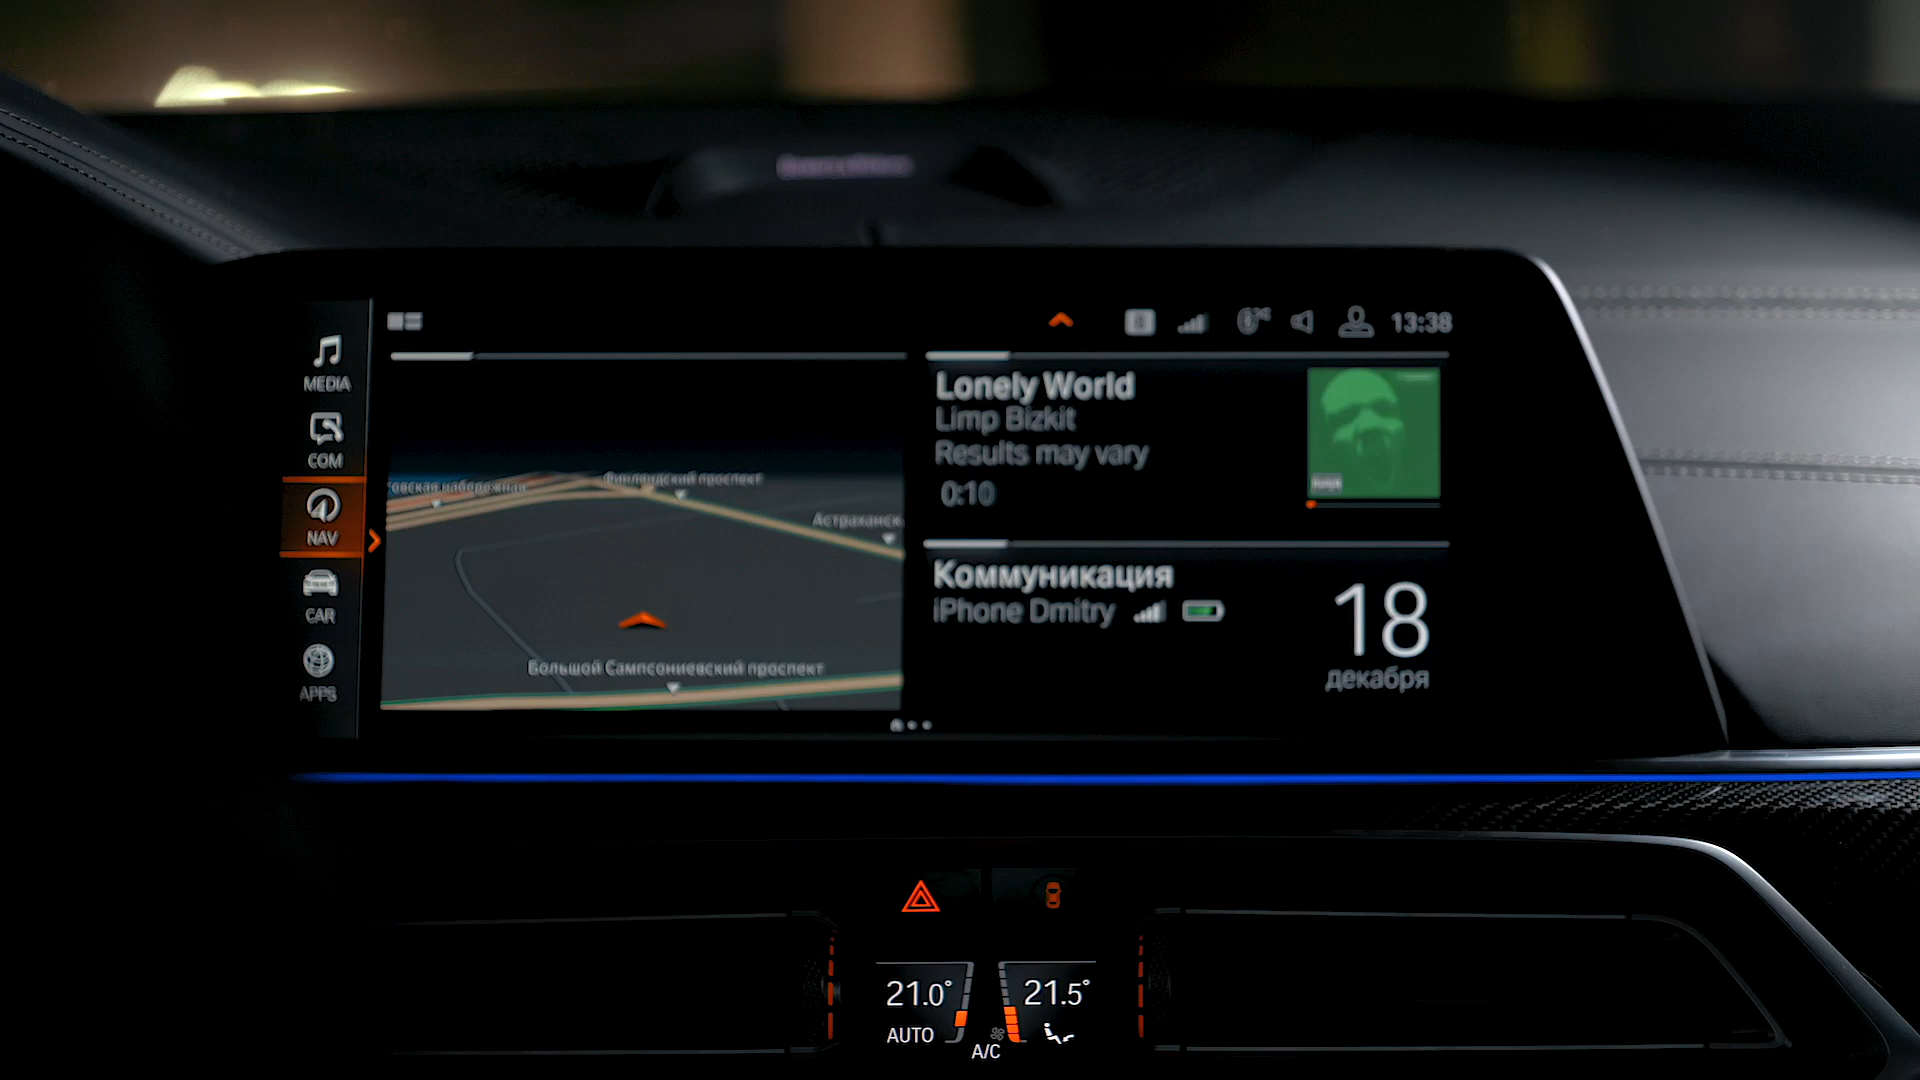 13:38
MEDIA
COM
NAV
CAR
APPS
Финляндский проспект
набережная
Большой Сампсониевский проспект
Lonely World
Limp Bizkit
Results may vary
0:10
Коммуникация
iPhone Dmitry
18
декабря
21.0°
21.5°
AUTO
A/C